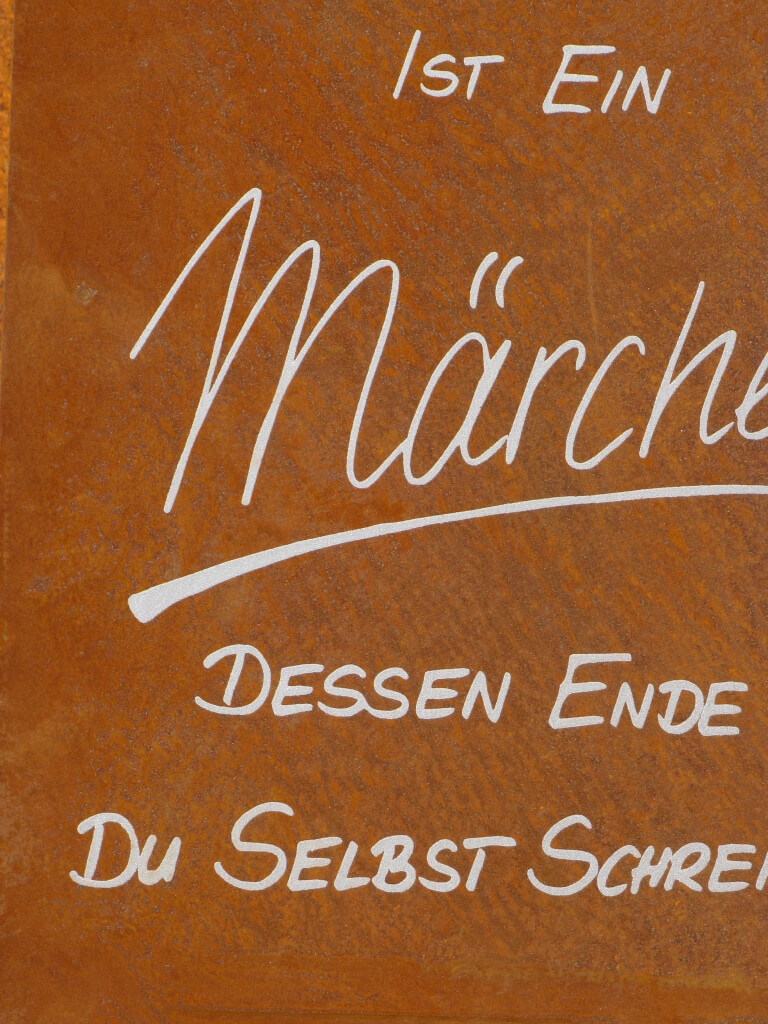 Ist Ein
Märche
Dessen Ende
Du Selbst Schrei